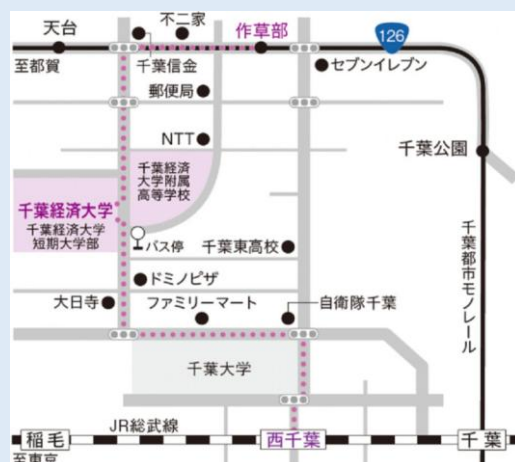 不二家
天台
作草部
126
至都賀
千葉信金
セブンイレブン
郵便局
NTT
千葉公園
千葉経済
大学附属
高等学校
千葉経済大学
千葉経済大学
短期大学部
バス停
千葉東高校
千葉都市モノレール
ドミノピザ
大日寺
ファミリーマート
自衛隊千葉
千葉大学
JR総武線
稲毛
西千葉
千葉
至東京